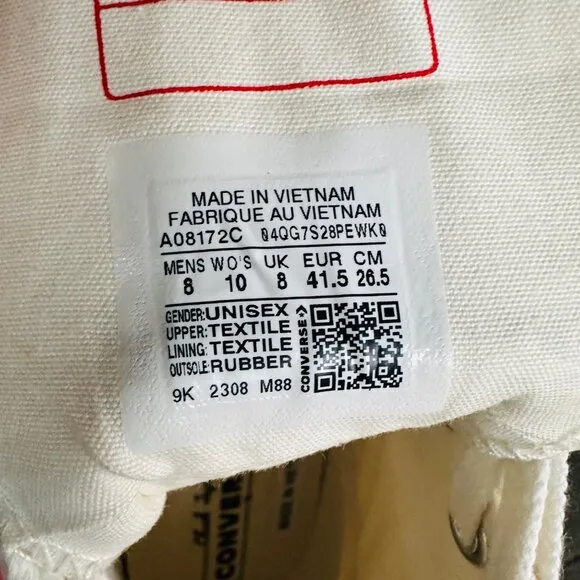 MADE IN VIETNAM
FABRIQUE AU VIETNAM
A08172C 04QG7S28PEWK0
MENS WO'S UK EUR CM
8 10 8 41.5 26.5
GENDER: UNISEX
UPPER: TEXTILE
LINING: TEXTILE
OUTSOLE: RUBBER
CONVERSE
9K 2308 M88
CONVERSE